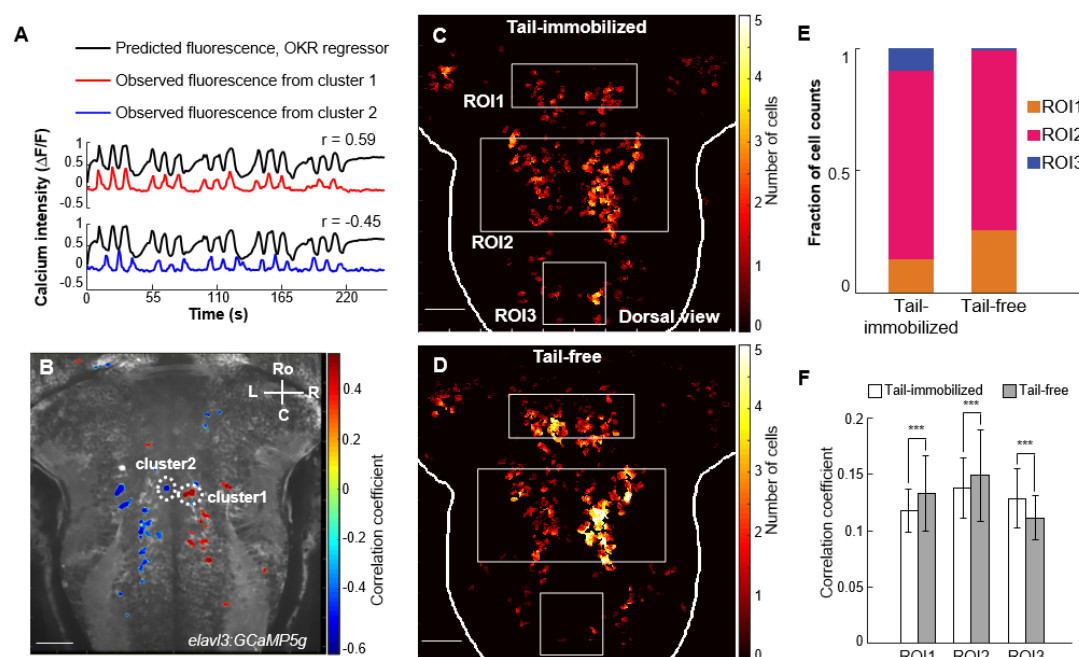 A
Predicted fluorescence, OKR regressor
Observed fluorescence from cluster 1
Observed fluorescence from cluster 2
Calcium intensity (ΔF/F)
r = 0.59
1
0.5
0
-0.5
r = -0.45
1
0.5
0
-0.5
0 55 110 165 220
Time (s)
B
Ro
L R
C
cluster2
cluster1
elavl3:GCaMP5g
0.4
0.2
0
-0.2
-0.4
-0.6
Correlation coefficient
C
Tail-immobilized
ROI1
ROI2
ROI3
Dorsal view
5
4
3
2
1
0
Number of cells
D
Tail-free
5
4
3
2
1
0
Number of cells
E
Fraction of cell counts
1
0.5
0
Tail-
immobilized
Tail-free
ROI1
ROI2
ROI3
F
Tail-immobilized Tail-free
Correlation coefficient
0.2
0.15
0.1
0.05
0
*** *** ***
ROI1 ROI2 ROI3